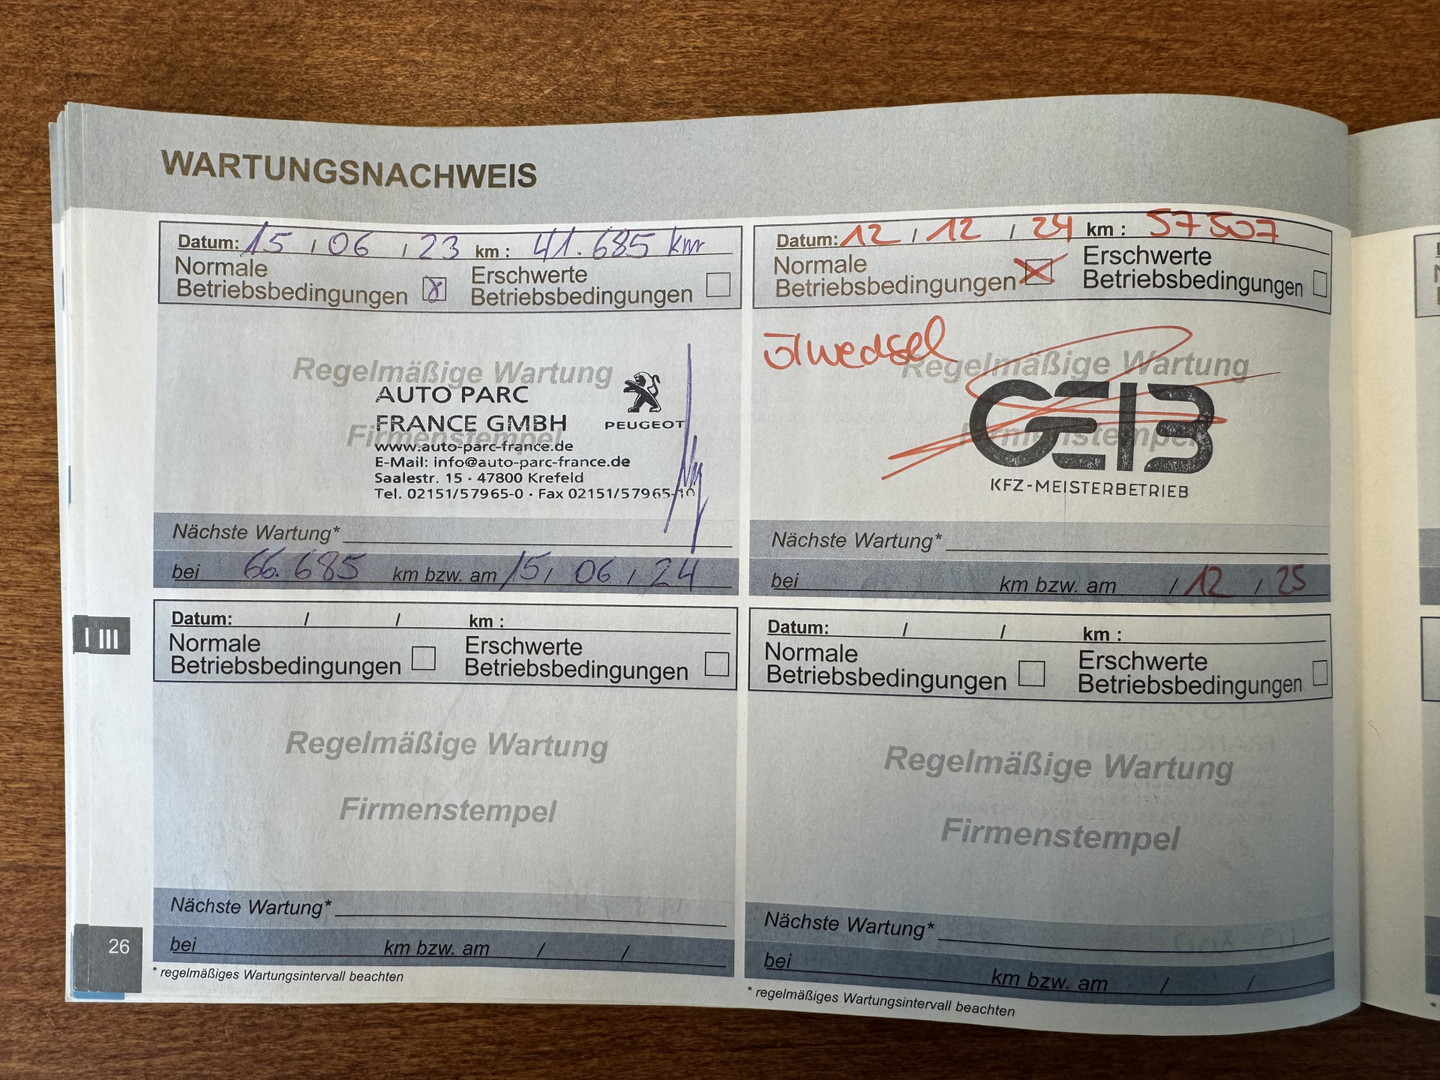 WARTUNGSNACHWEIS
Datum: 15 / 06 / 23 km : 41.685 km
Normale Betriebsbedingungen
Erschwerte Betriebsbedingungen
Regelmäßige Wartung
Firmenstempel
AUTO PARC
FRANCE GMBH
PEUGEOT
www.auto-parc-france.de
E-Mail: info@auto-parc-france.de
Saalestr. 15 · 47800 Krefeld
Tel. 02151/57965-0 · Fax 02151/57965-10
Nächste Wartung*
bei 66.685 km bzw. am 15 / 06 / 24
Datum: 12 / 12 / 24 km : 57507
Normale Betriebsbedingungen
Erschwerte Betriebsbedingungen
Ölwechsel
Regelmäßige Wartung
Firmenstempel
GEIB
KFZ-MEISTERBETRIEB
Nächste Wartung*
bei km bzw. am / 12 / 25
Datum: / / km :
Normale Betriebsbedingungen
Erschwerte Betriebsbedingungen
Regelmäßige Wartung
Firmenstempel
Nächste Wartung*
bei km bzw. am / /
* regelmäßiges Wartungsintervall beachten
Datum: / / km :
Normale Betriebsbedingungen
Erschwerte Betriebsbedingungen
Regelmäßige Wartung
Firmenstempel
Nächste Wartung*
bei km bzw. am / /
* regelmäßiges Wartungsintervall beachten
26